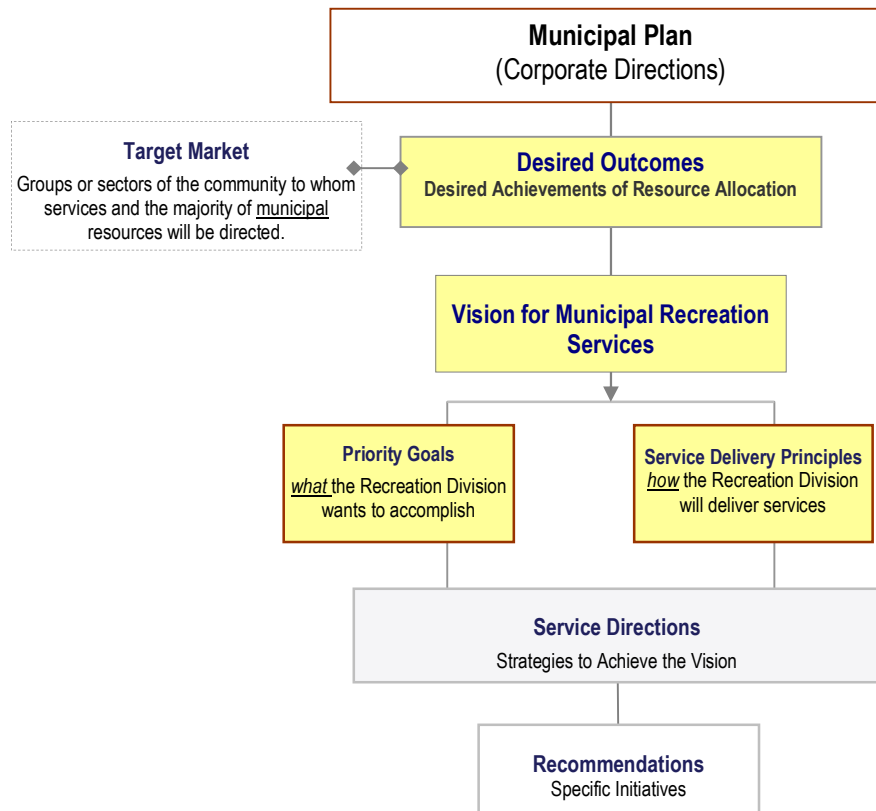 Municipal Plan
(Corporate Directions)
Target Market
Groups or sectors of the community to whom
services and the majority of municipal
resources will be directed.
Desired Outcomes
Desired Achievements of Resource Allocation
Vision for Municipal Recreation
Services
Priority Goals
what the Recreation Division
wants to accomplish
Service Delivery Principles
how the Recreation Division
will deliver services
Service Directions
Strategies to Achieve the Vision
Recommendations
Specific Initiatives